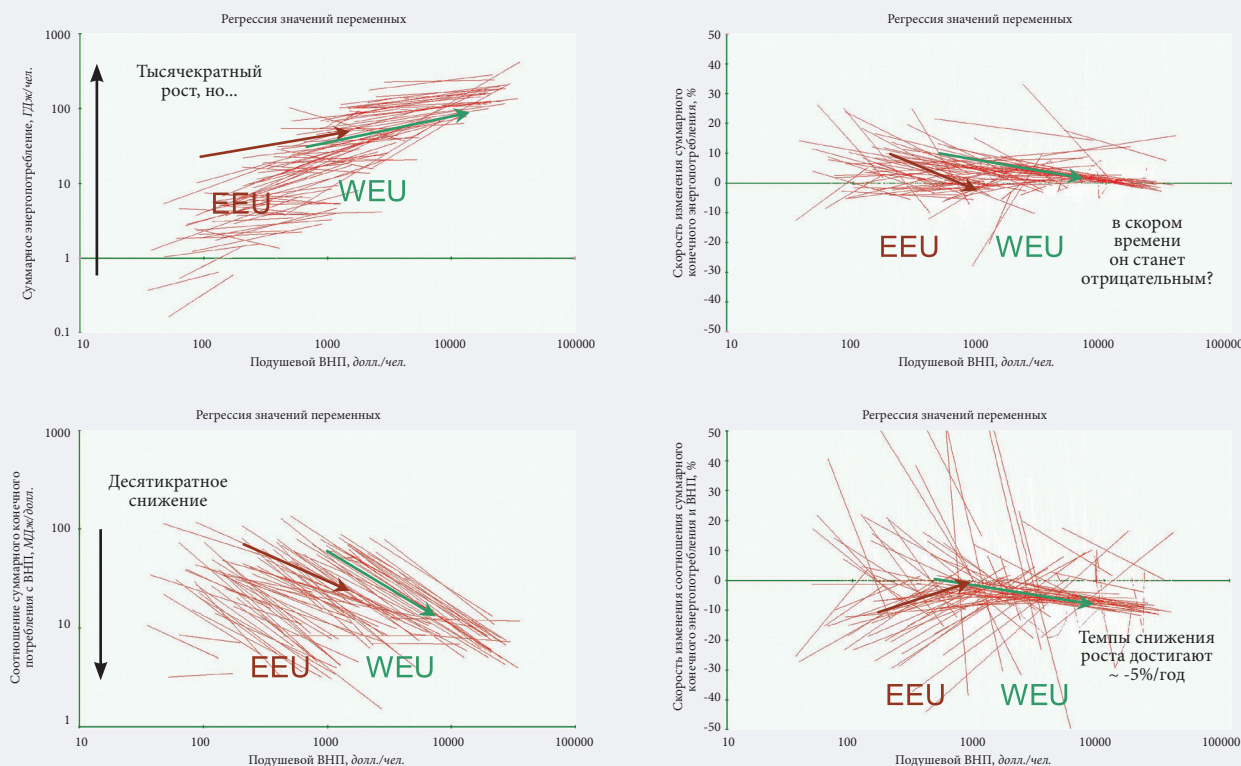 Регрессия значений переменных
Суммарное энергопотребление, ГДж/чел.
1000
100
10
1
0.1
Тысячекратный
рост, но...
EEU
WEU
10
100
1000
10000
100000
Подушевой ВНП, долл./чел.
Регрессия значений переменных
Скорость изменения суммарного
конечного энергопотребления, %
50
40
30
20
10
0
-10
-20
-30
-40
-50
EEU
WEU
в скором
времени
он станет
отрицательным?
10
100
1000
10000
100000
Подушевой ВНП, долл./чел.
Регрессия значений переменных
Соотношение суммарного конечного
потребления с ВНП, МДж/долл.
1000
100
10
1
Десятикратное
снижение
EEU
WEU
10
100
1000
10000
100000
Подушевой ВНП, долл./чел.
Регрессия значений переменных
Скорость изменения соотношения суммарного
конечного энергопотребления и ВНП, %
50
40
30
20
10
0
-10
-20
-30
-40
-50
EEU
WEU
Темпы снижения
роста достигают
~ -5%/год
10
100
1000
10000
100000
Подушевой ВНП, долл./чел.